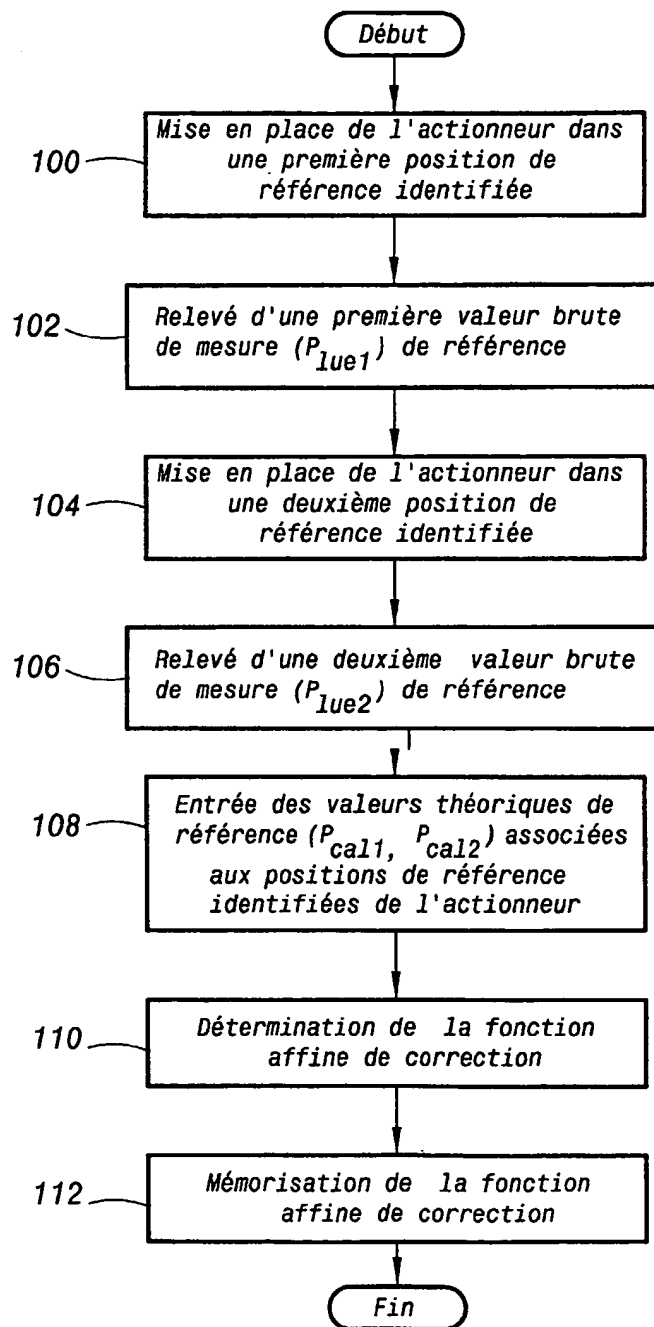 Début
100
Mise en place de l'actionneur dans
une première position de
référence identifiée
102
Relevé d'une première valeur brute
de mesure (Plue1) de référence
104
Mise en place de l'actionneur dans
une deuxième position de
référence identifiée
106
Relevé d'une deuxième valeur brute
de mesure (Plue2) de référence
108
Entrée des valeurs théoriques de
référence (Pcal1, Pcal2) associées
aux positions de référence
identifiées de l'actionneur
110
Détermination de la fonction
affine de correction
112
Mémorisation de la fonction
affine de correction
Fin